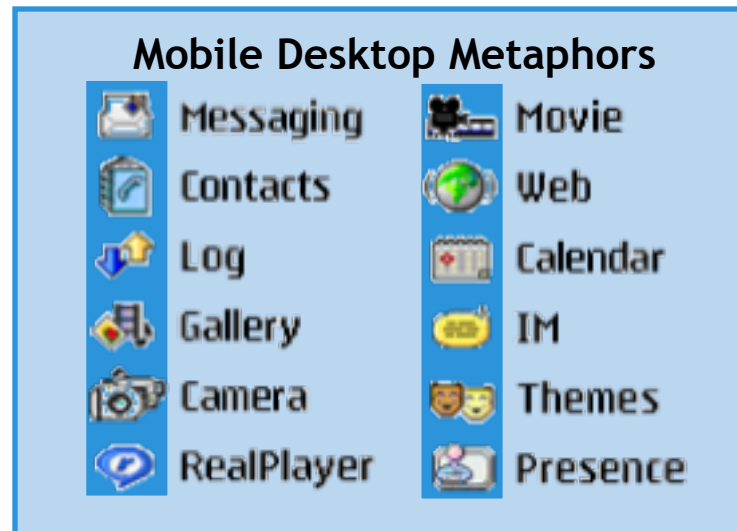 Mobile Desktop Metaphors
Messaging
Contacts
Log
Gallery
Camera
RealPlayer
Movie
Web
Calendar
IM
Themes
Presence